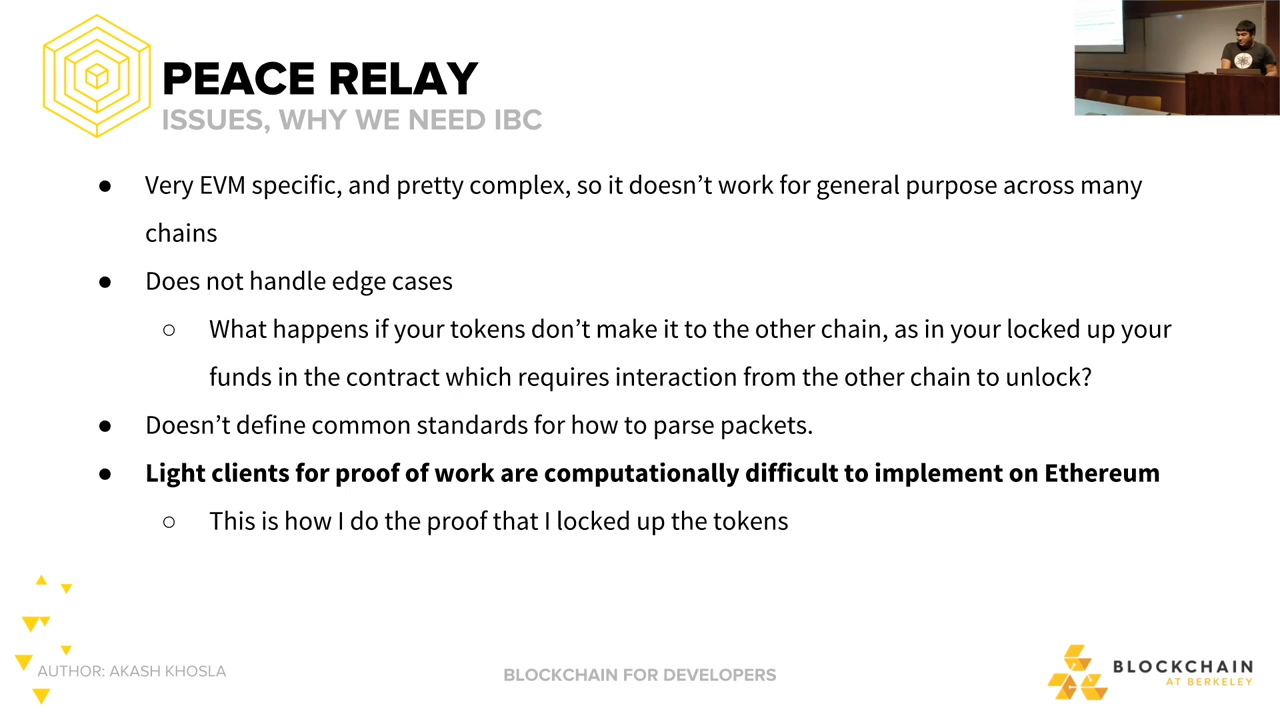 PEACE RELAY
ISSUES, WHY WE NEED IBC
● Very EVM specific, and pretty complex, so it doesn’t work for general purpose across many
chains
● Does not handle edge cases
○ What happens if your tokens don’t make it to the other chain, as in your locked up your
funds in the contract which requires interaction from the other chain to unlock?
● Doesn’t define common standards for how to parse packets.
● Light clients for proof of work are computationally difficult to implement on Ethereum
○ This is how I do the proof that I locked up the tokens
AUTHOR: AKASH KHOSLA
BLOCKCHAIN FOR DEVELOPERS
BLOCKCHAIN
AT BERKELEY